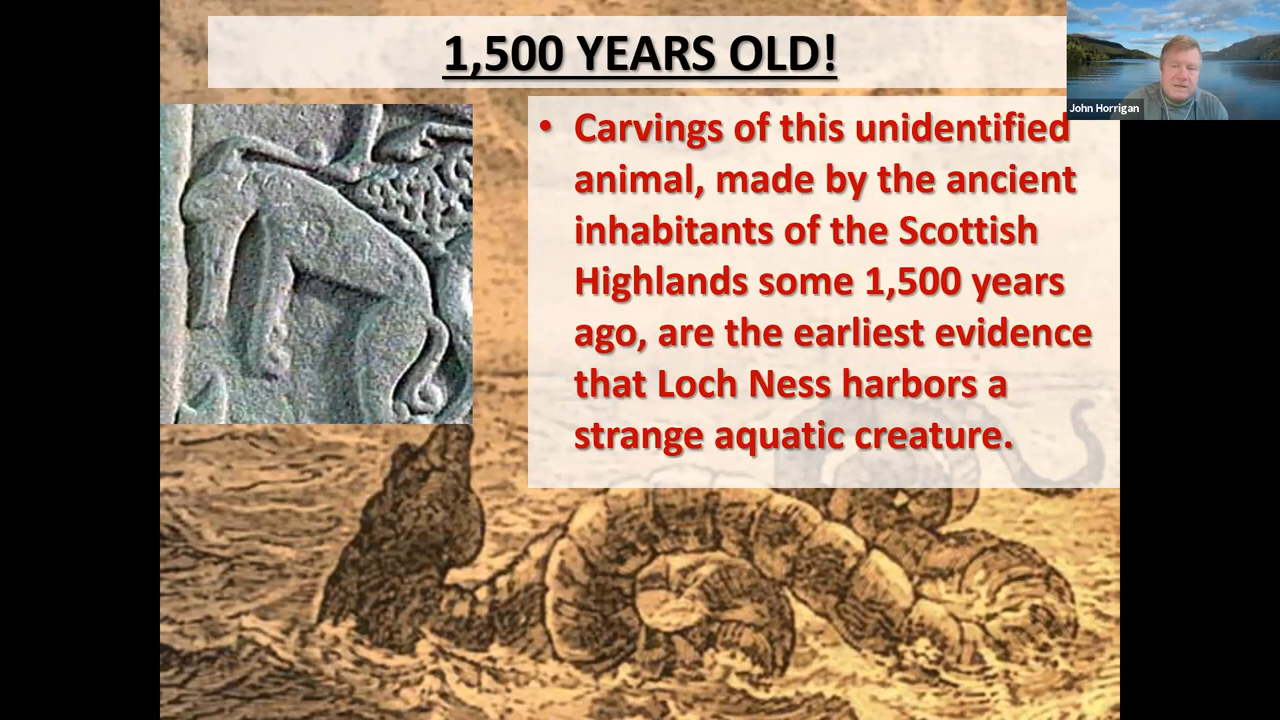 1,500 YEARS OLD!
John Horrigan
• Carvings of this unidentified
animal, made by the ancient
inhabitants of the Scottish
Highlands some 1,500 years
ago, are the earliest evidence
that Loch Ness harbors a
strange aquatic creature.